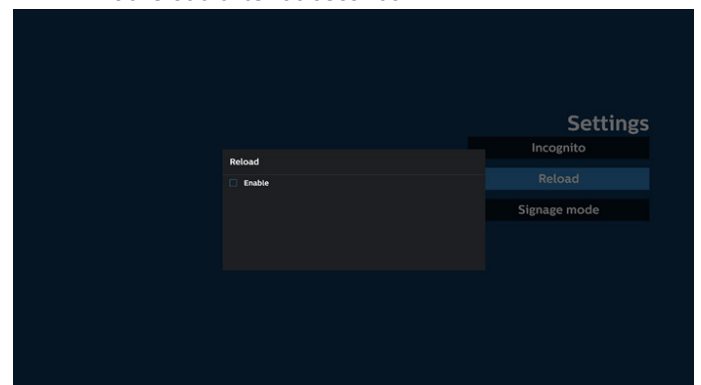 Settings
Incognito
Reload
Signage mode
Reload
Enable